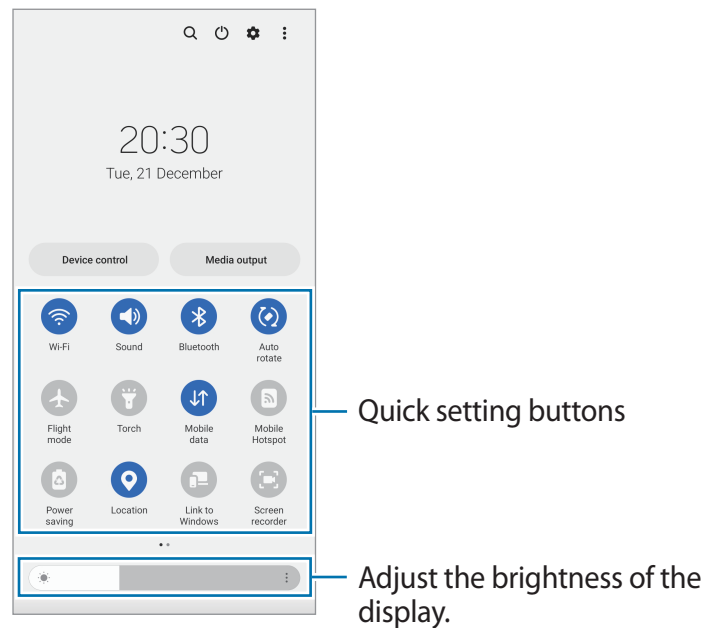 20:30
Tue, 21 December
Device control Media output
Wi-Fi Sound Bluetooth Auto
rotate
Flight Torch Mobile Mobile
mode data Hotspot
Quick setting buttons
Power Location Link to Screen
saving Windows recorder
Adjust the brightness of the
display.